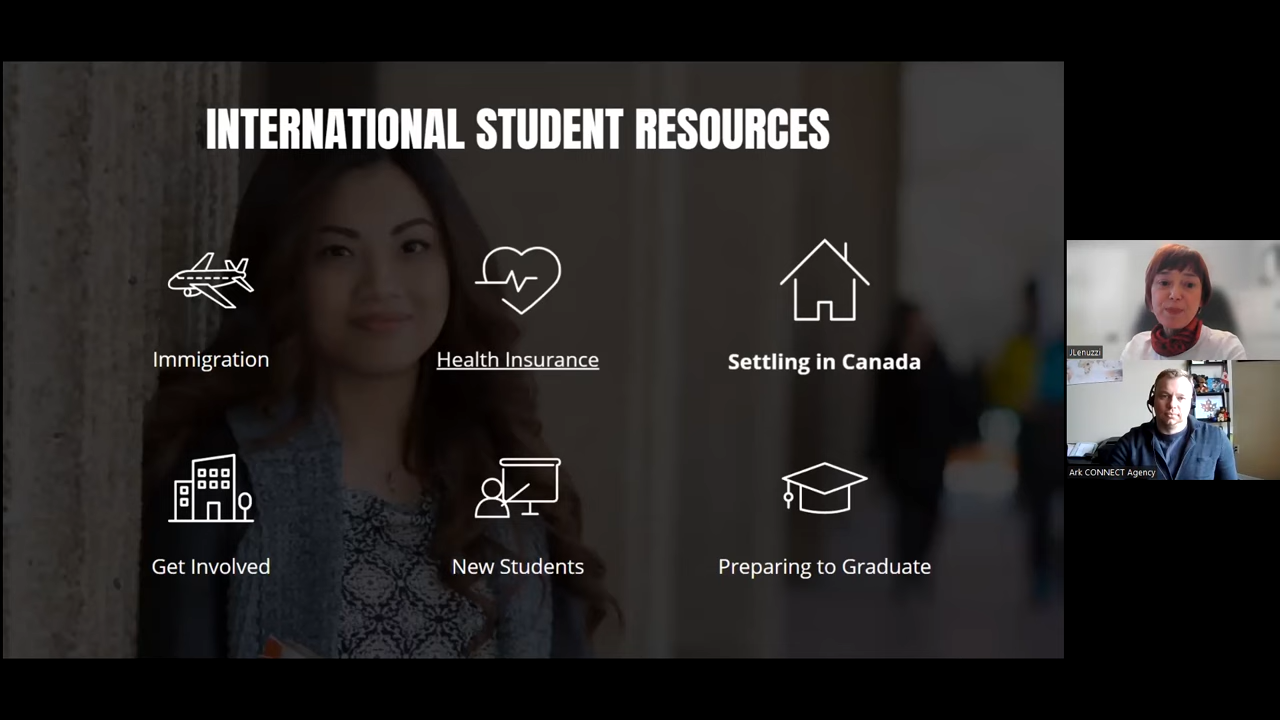 INTERNATIONAL STUDENT RESOURCES
Immigration
Health Insurance
Settling in Canada
Get Involved
New Students
Preparing to Graduate
JLenuzzi
Ark CONNECT Agency